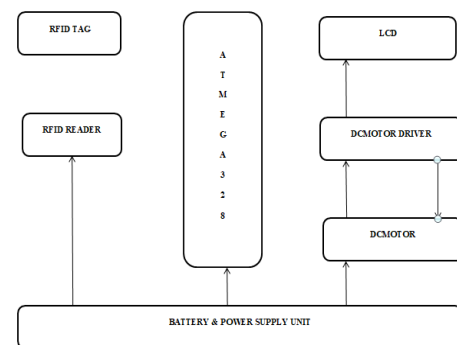 RFID TAG
LCD
A
T
M
E
G
A
3
2
8
RFID READER
DCMOTOR DRIVER
DCMOTOR
BATTERY & POWER SUPPLY UNIT